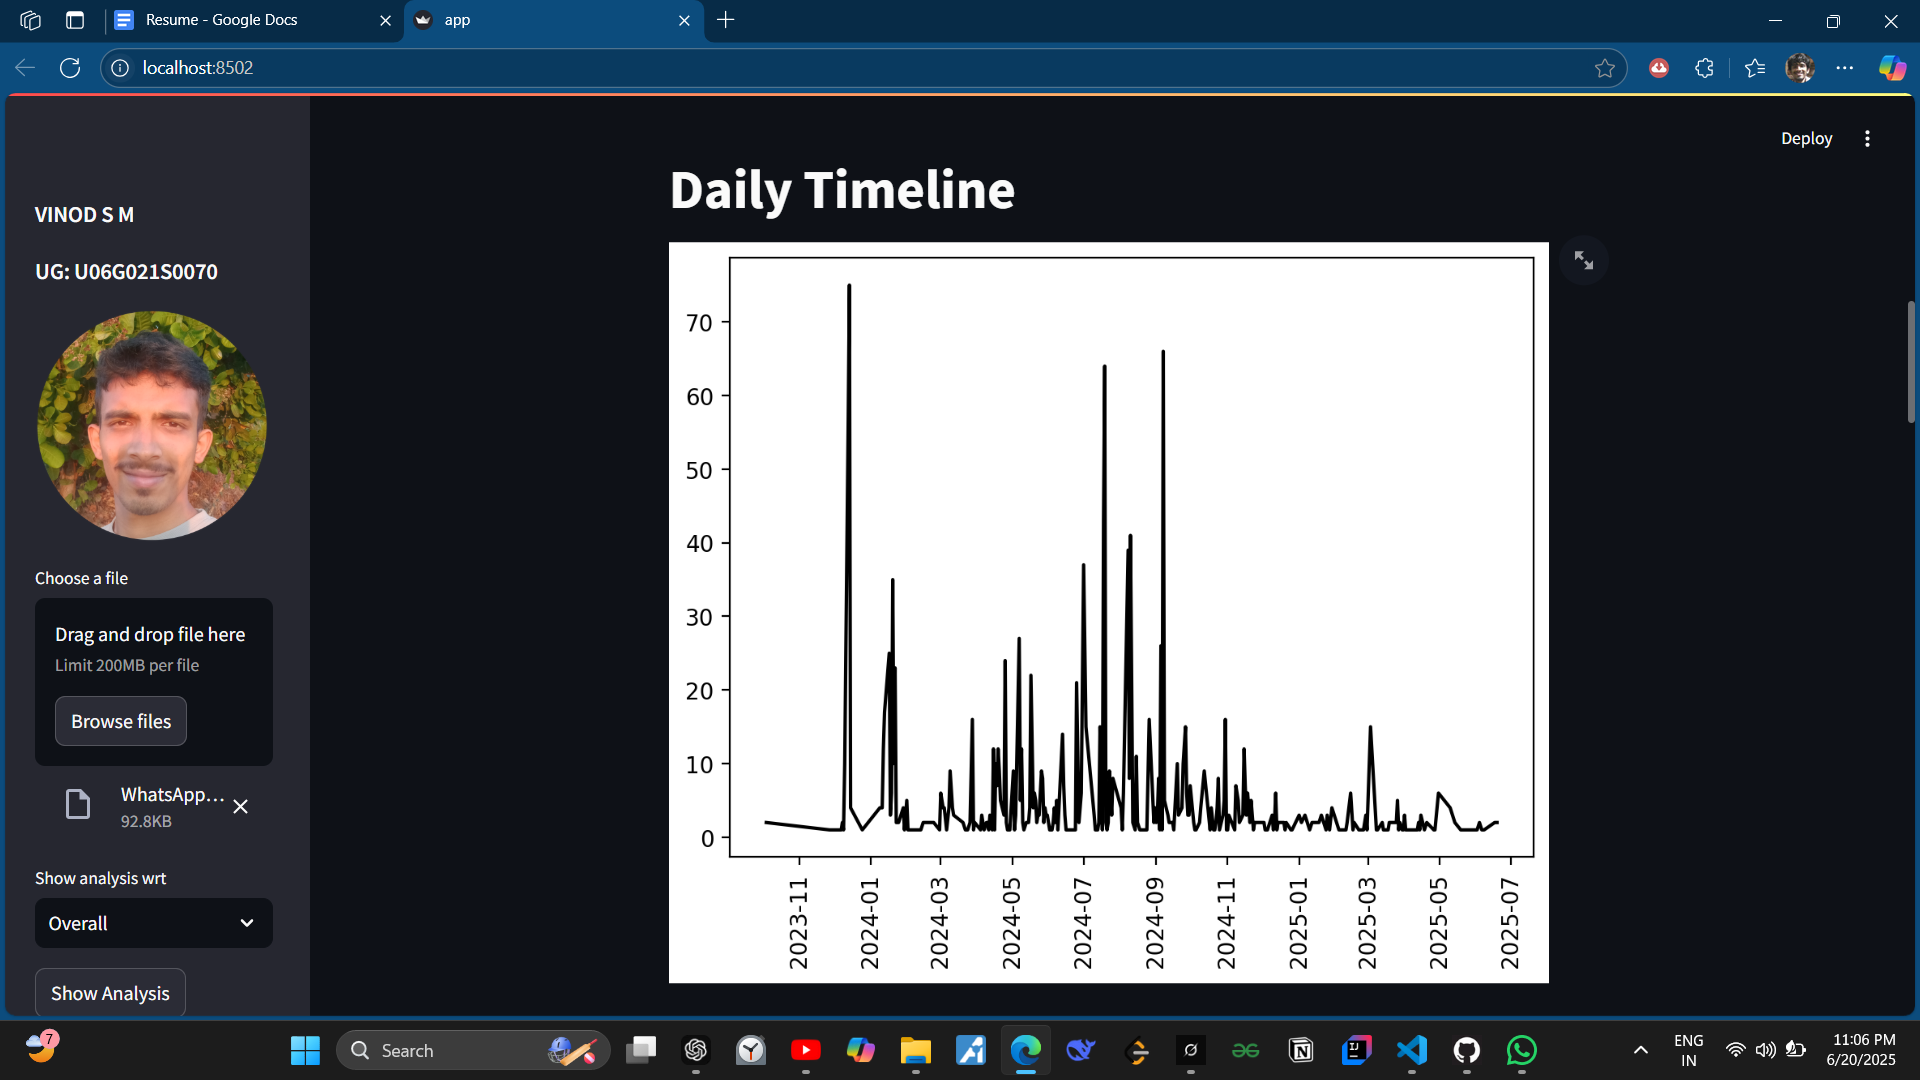 Resume - Google Docs
app
localhost:8502
Deploy
VINOD S M
UG: U06G021S0070
Choose a file
Drag and drop file here
Limit 200MB per file
Browse files
WhatsApp...
92.8KB
Show analysis wrt
Overall
Show Analysis
Daily Timeline
70
60
50
40
30
20
10
0
2023-11
2024-01
2024-03
2024-05
2024-07
2024-09
2024-11
2025-01
2025-03
2025-05
2025-07
7
Search
ENG
IN
11:06 PM
6/20/2025